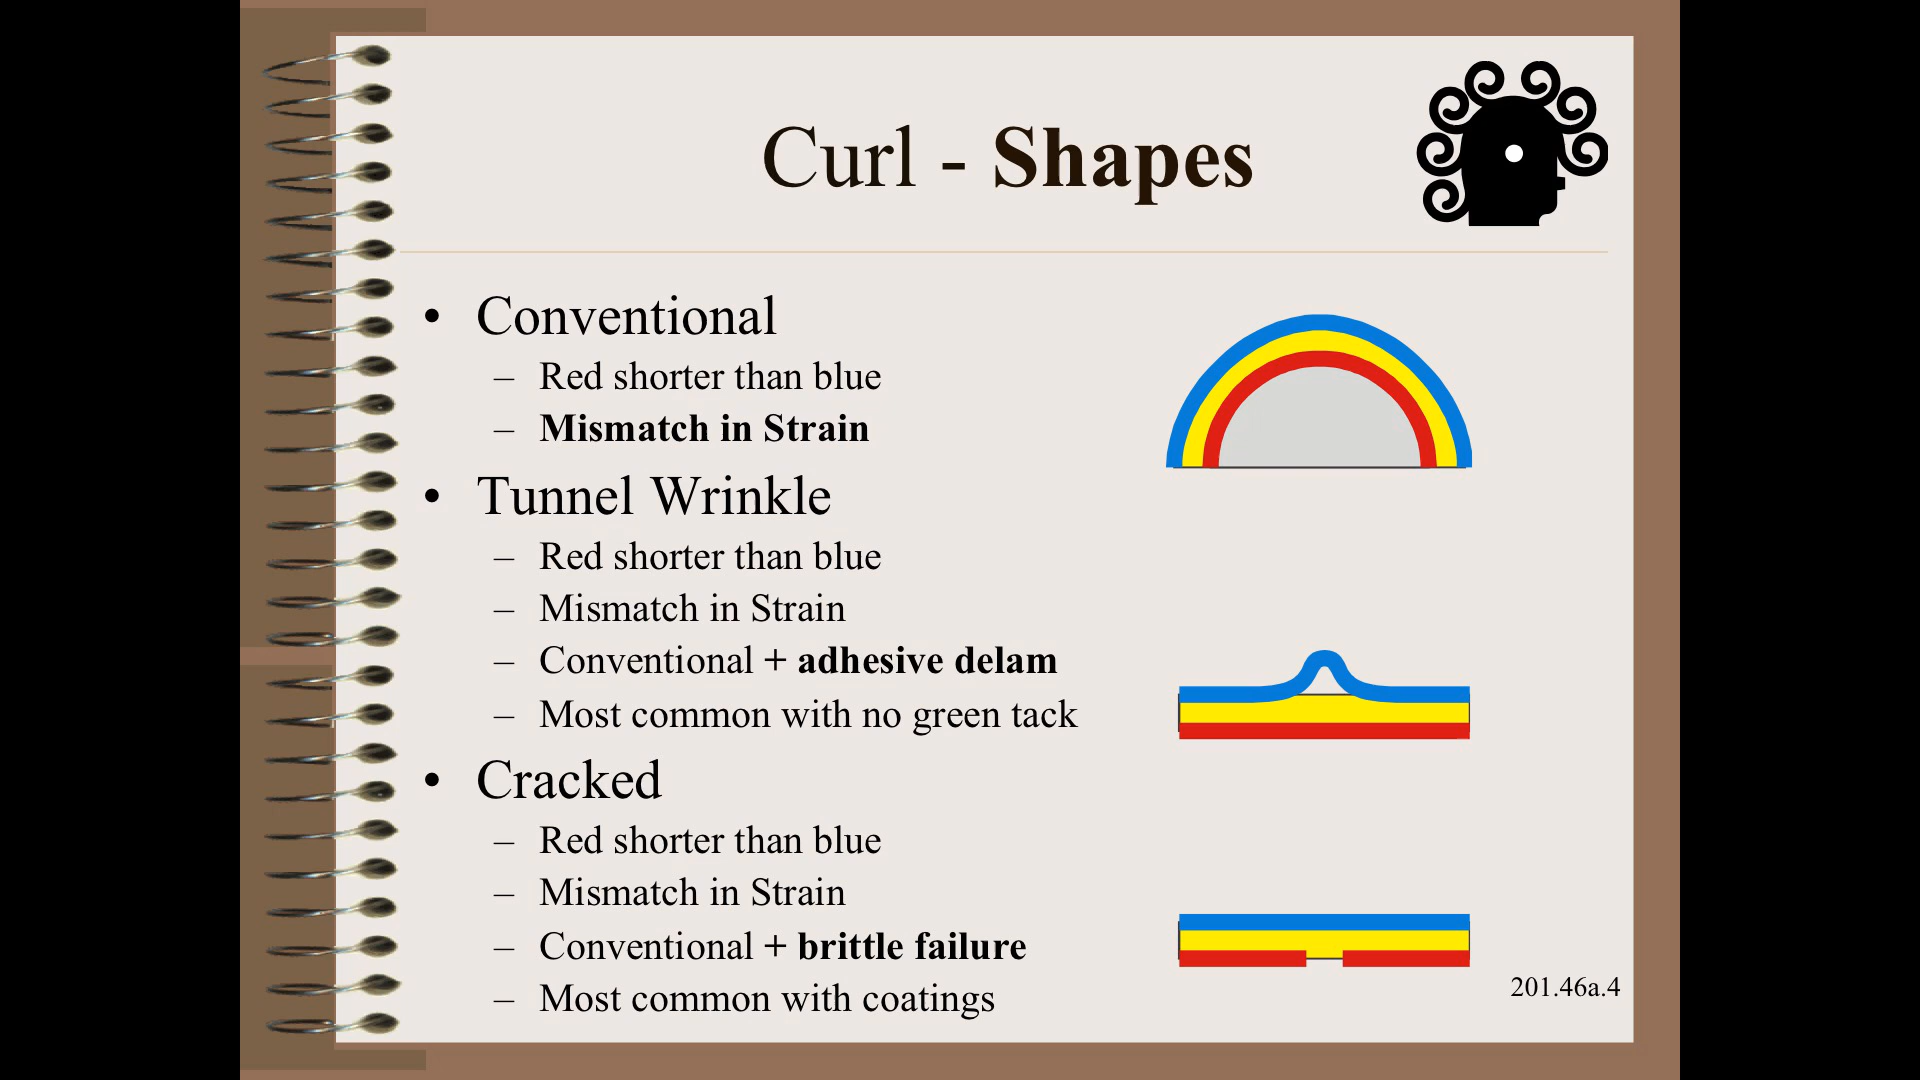 Curl - Shapes
• Conventional
– Red shorter than blue
– Mismatch in Strain
• Tunnel Wrinkle
– Red shorter than blue
– Mismatch in Strain
– Conventional + adhesive delam
– Most common with no green tack
• Cracked
– Red shorter than blue
– Mismatch in Strain
– Conventional + brittle failure
– Most common with coatings
201.46a.4